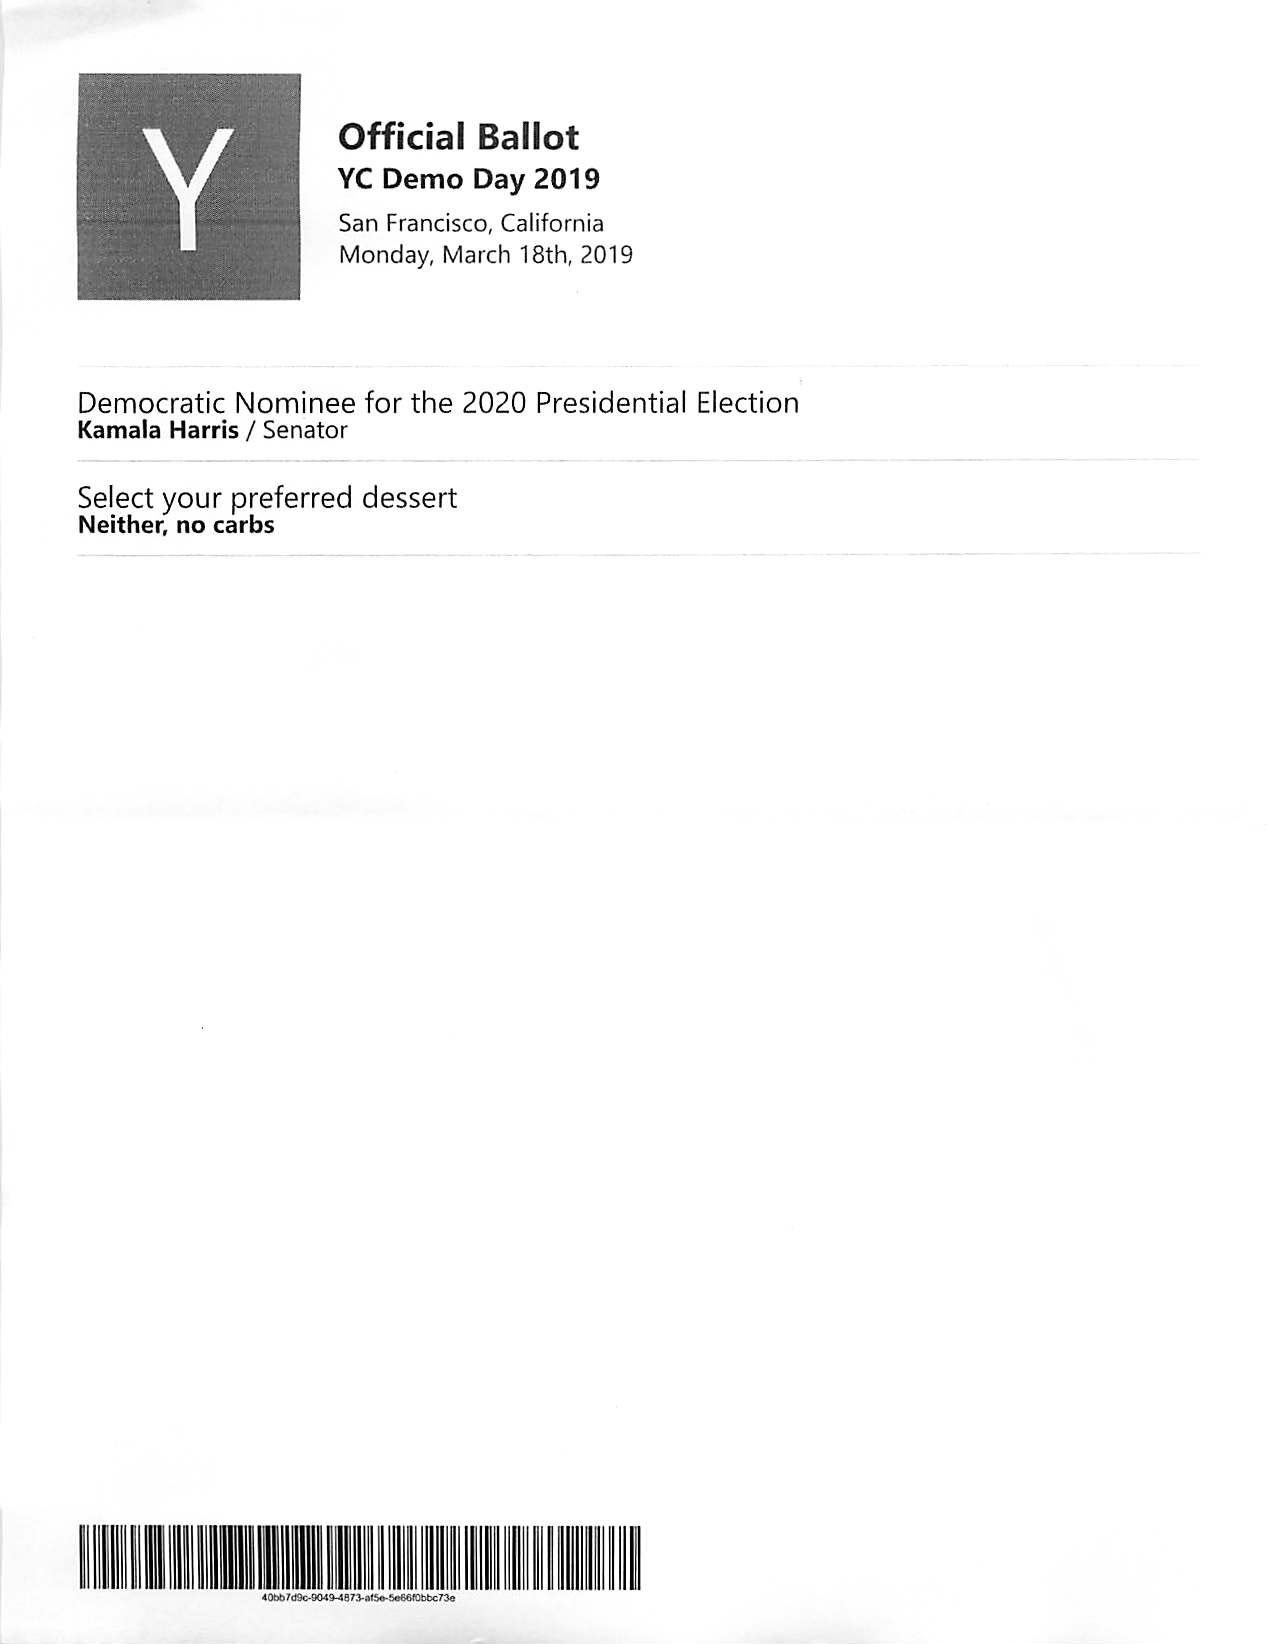 Y
Official Ballot
YC Demo Day 2019
San Francisco, California
Monday, March 18th, 2019
Democratic Nominee for the 2020 Presidential Election
Kamala Harris / Senator
Select your preferred dessert
Neither, no carbs
40bb7d9c-9049-4873-af5e-5e66f0bbc73e